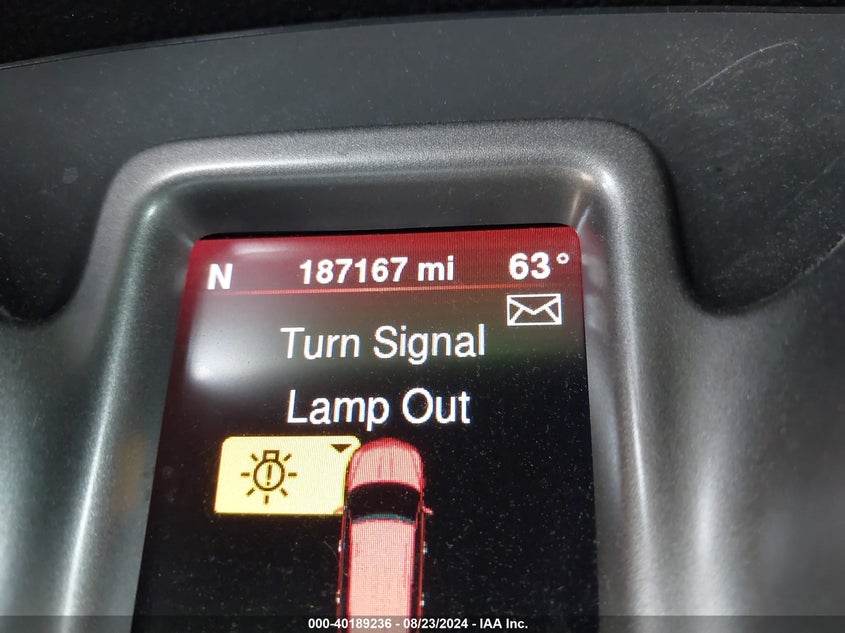 N 187167 mi 63°
Turn Signal
Lamp Out
000-40189236 - 08/23/2024 - IAA Inc.